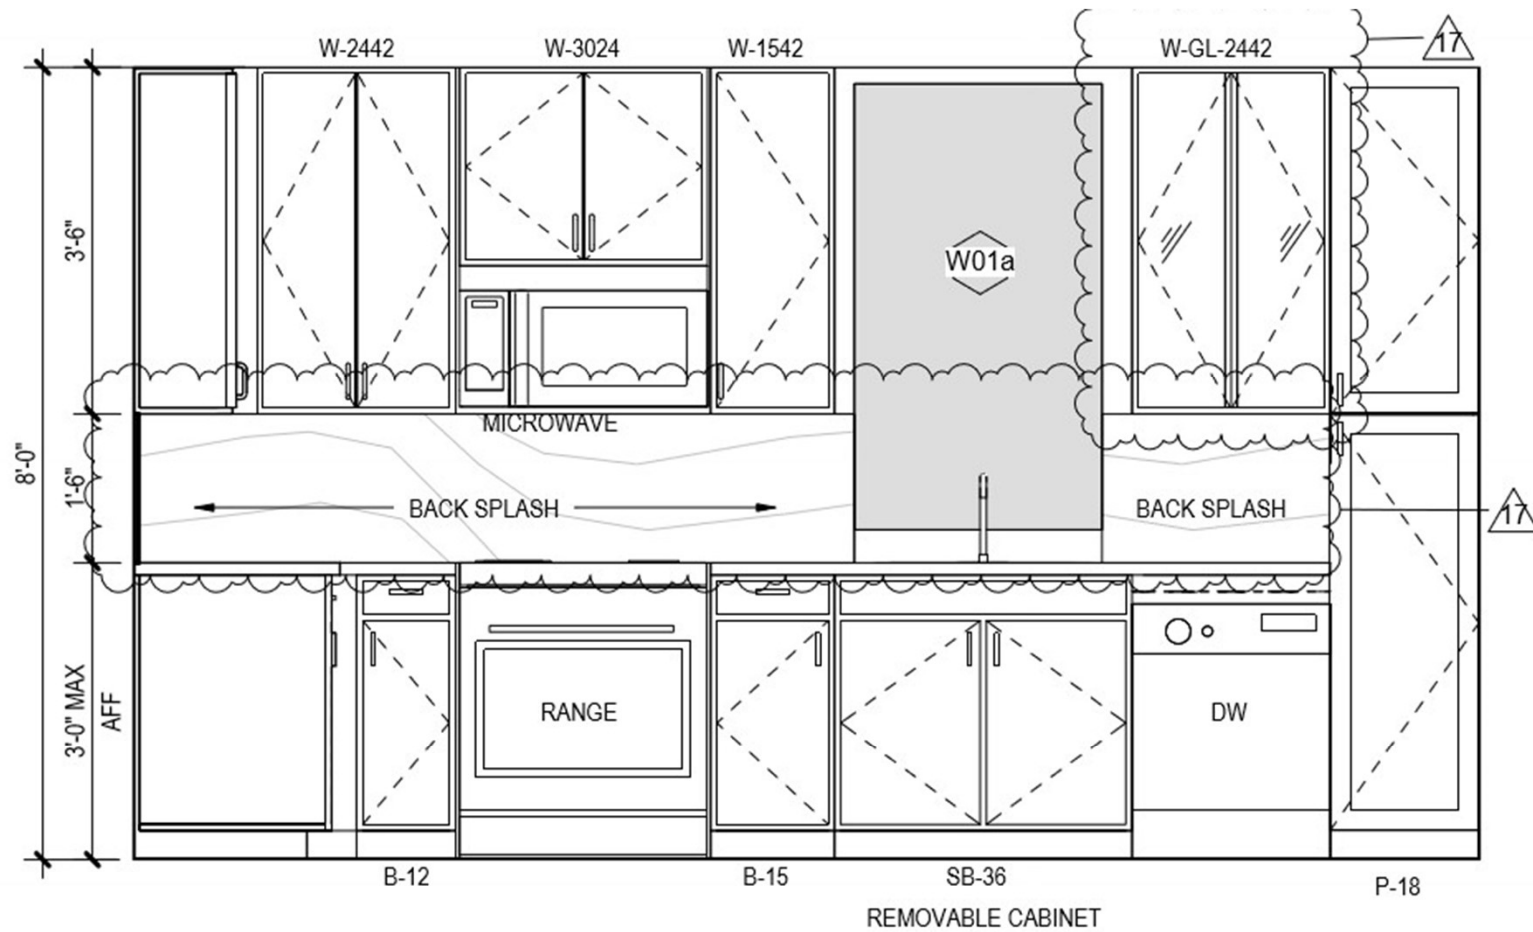 W-2442
W-3024
W-1542
W-GL-2442
17
3'-6"
W01a
MICROWAVE
8'-0"
1'-6"
BACK SPLASH
BACK SPLASH
17
3'-0" MAX
AFF
RANGE
DW
B-12
B-15
SB-36
P-18
REMOVABLE CABINET